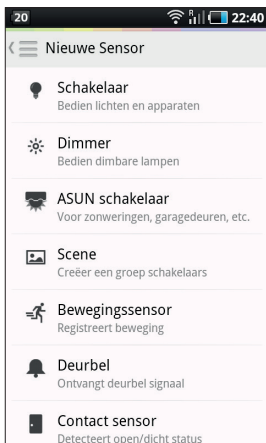 20 R 22:40
Nieuwe Sensor
Schakelaar
Bedien lichten en apparaten
Dimmer
Bedien dimbare lampen
ASUN schakelaar
Voor zonweringen, garagedeuren, etc.
Scene
Creëer een groep schakelaars
Bewegingssensor
Registreert beweging
Deurbel
Ontvangt deurbel signaal
Contact sensor
Detecteert open/dicht status